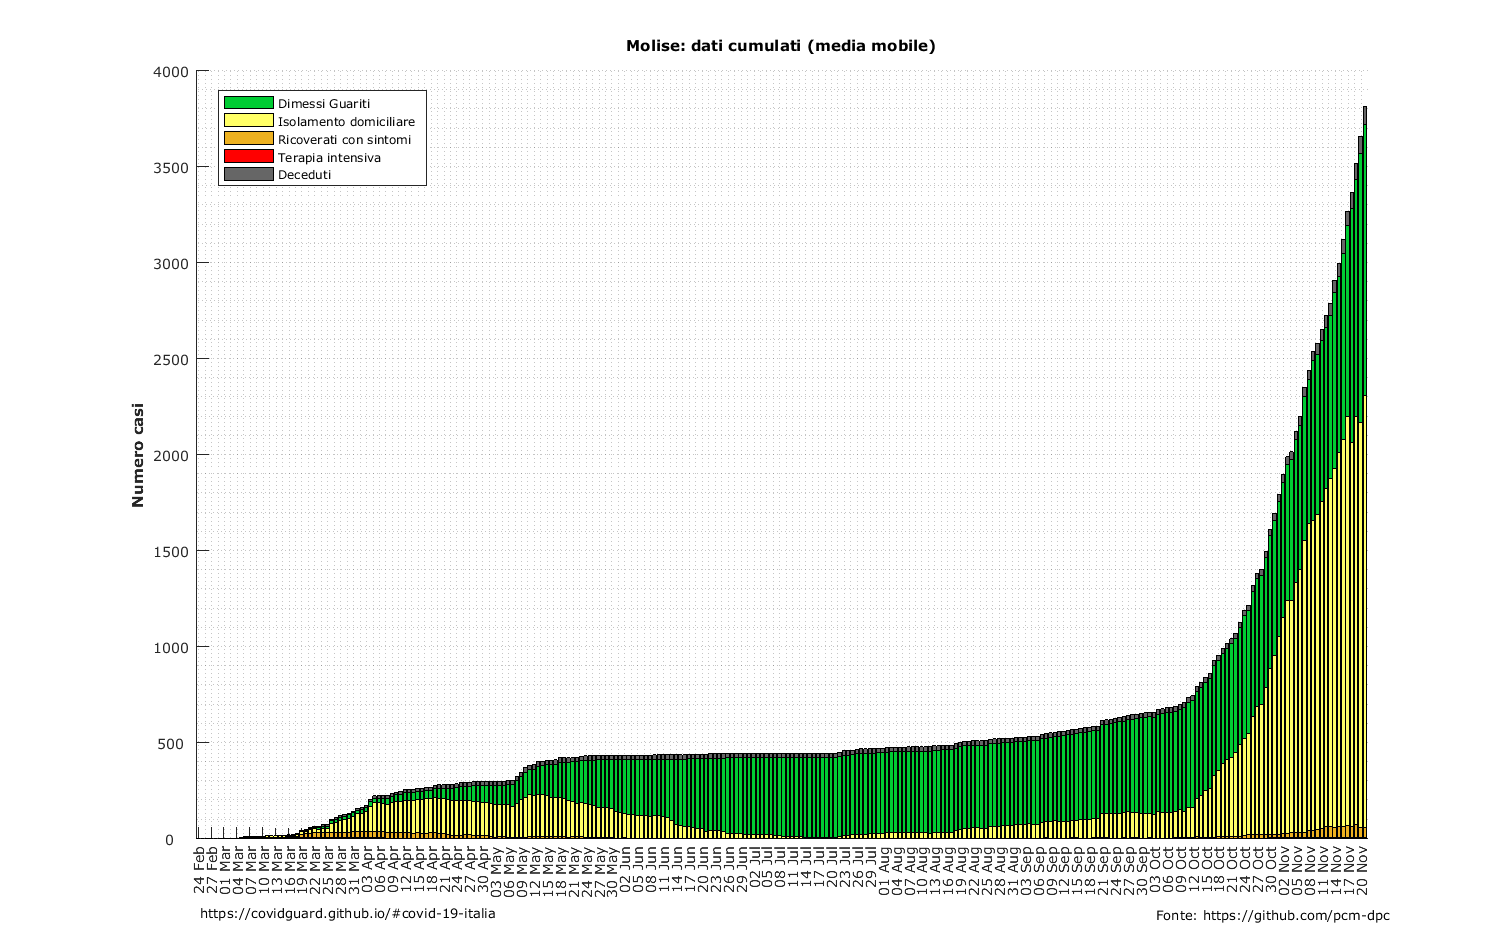 Molise: dati cumulati (media mobile)
4000
3500
3000
2500
2000
1500
1000
500
0
Numero casi
Dimessi Guariti
Isolamento domiciliare
Ricoverati con sintomi
Terapia intensiva
Deceduti
24 Feb
27 Feb
01 Mar
04 Mar
07 Mar
10 Mar
13 Mar
16 Mar
19 Mar
22 Mar
25 Mar
28 Mar
31 Mar
03 Apr
06 Apr
09 Apr
12 Apr
15 Apr
18 Apr
21 Apr
24 Apr
27 Apr
30 Apr
03 May
06 May
09 May
12 May
15 May
18 May
21 May
24 May
27 May
30 May
02 Jun
05 Jun
08 Jun
11 Jun
14 Jun
17 Jun
20 Jun
23 Jun
26 Jun
29 Jun
02 Jul
05 Jul
08 Jul
11 Jul
14 Jul
17 Jul
20 Jul
23 Jul
26 Jul
29 Jul
01 Aug
04 Aug
07 Aug
10 Aug
13 Aug
16 Aug
19 Aug
22 Aug
25 Aug
28 Aug
31 Aug
03 Sep
06 Sep
09 Sep
12 Sep
15 Sep
18 Sep
21 Sep
24 Sep
27 Sep
30 Sep
03 Oct
06 Oct
09 Oct
12 Oct
15 Oct
18 Oct
21 Oct
24 Oct
27 Oct
30 Oct
02 Nov
05 Nov
08 Nov
11 Nov
14 Nov
17 Nov
20 Nov
https://covidguard.github.io/#covid-19-italia
Fonte: https://github.com/pcm-dpc